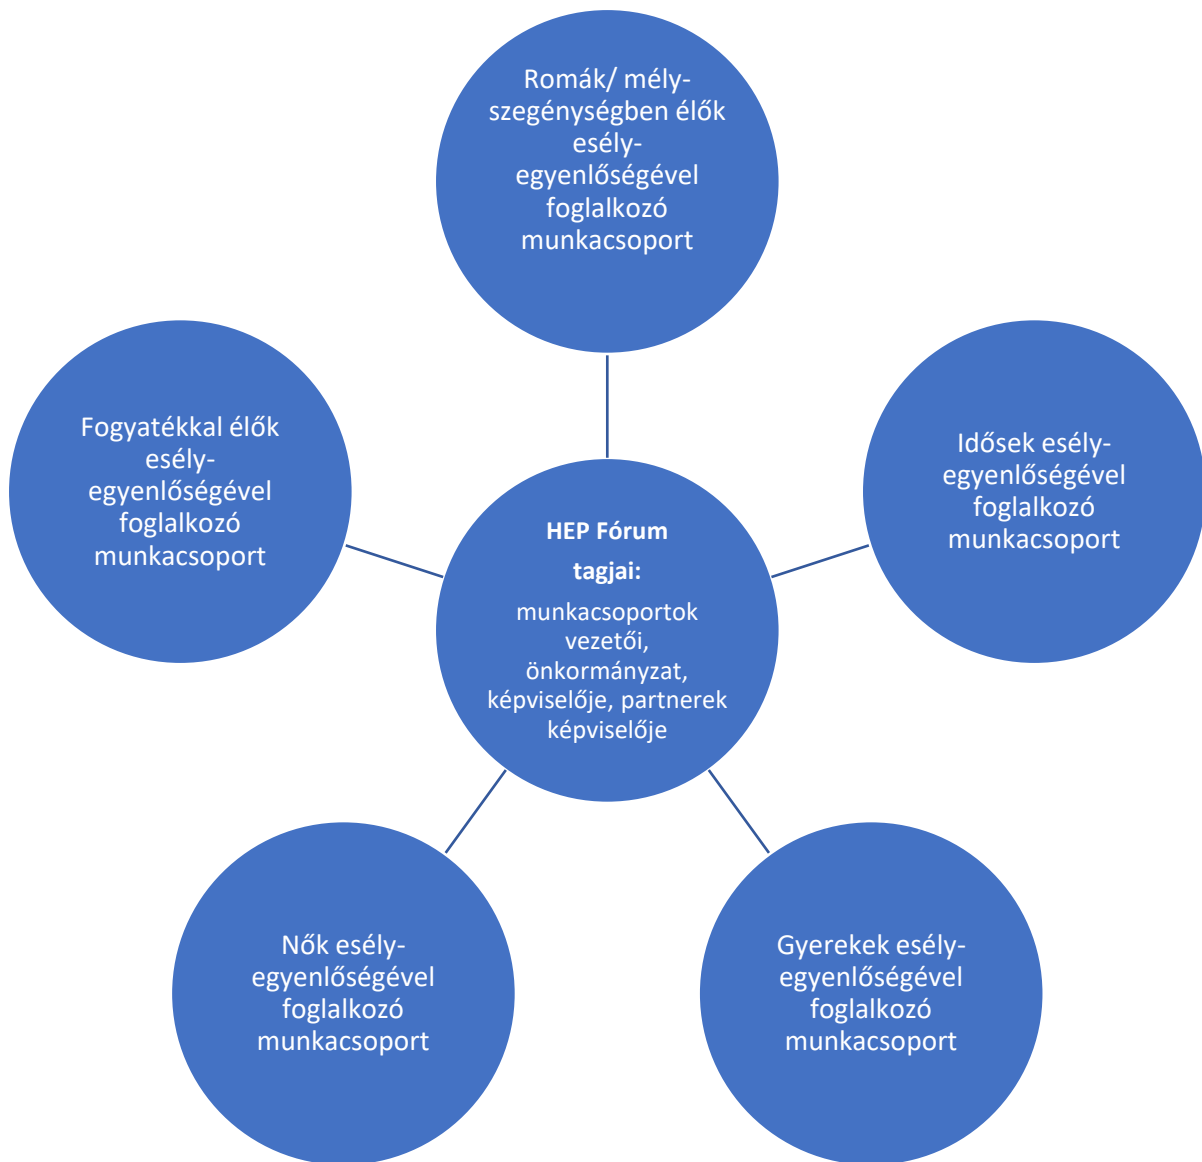 Romák/ mély-
szegénységben élők
esély-
egyenlőségével
foglalkozó
munkacsoport
Fogyatékkal élők
esély-
egyenlőségével
foglalkozó
munkacsoport
Idősek esély-
egyenlőségével
foglalkozó
munkacsoport
HEP Fórum
tagjai:
munkacsoportok
vezetői,
önkormányzat,
képviselője, partnerek
képviselője
Nők esély-
egyenlőségével
foglalkozó
munkacsoport
Gyerekek esély-
egyenlőségével
foglalkozó
munkacsoport